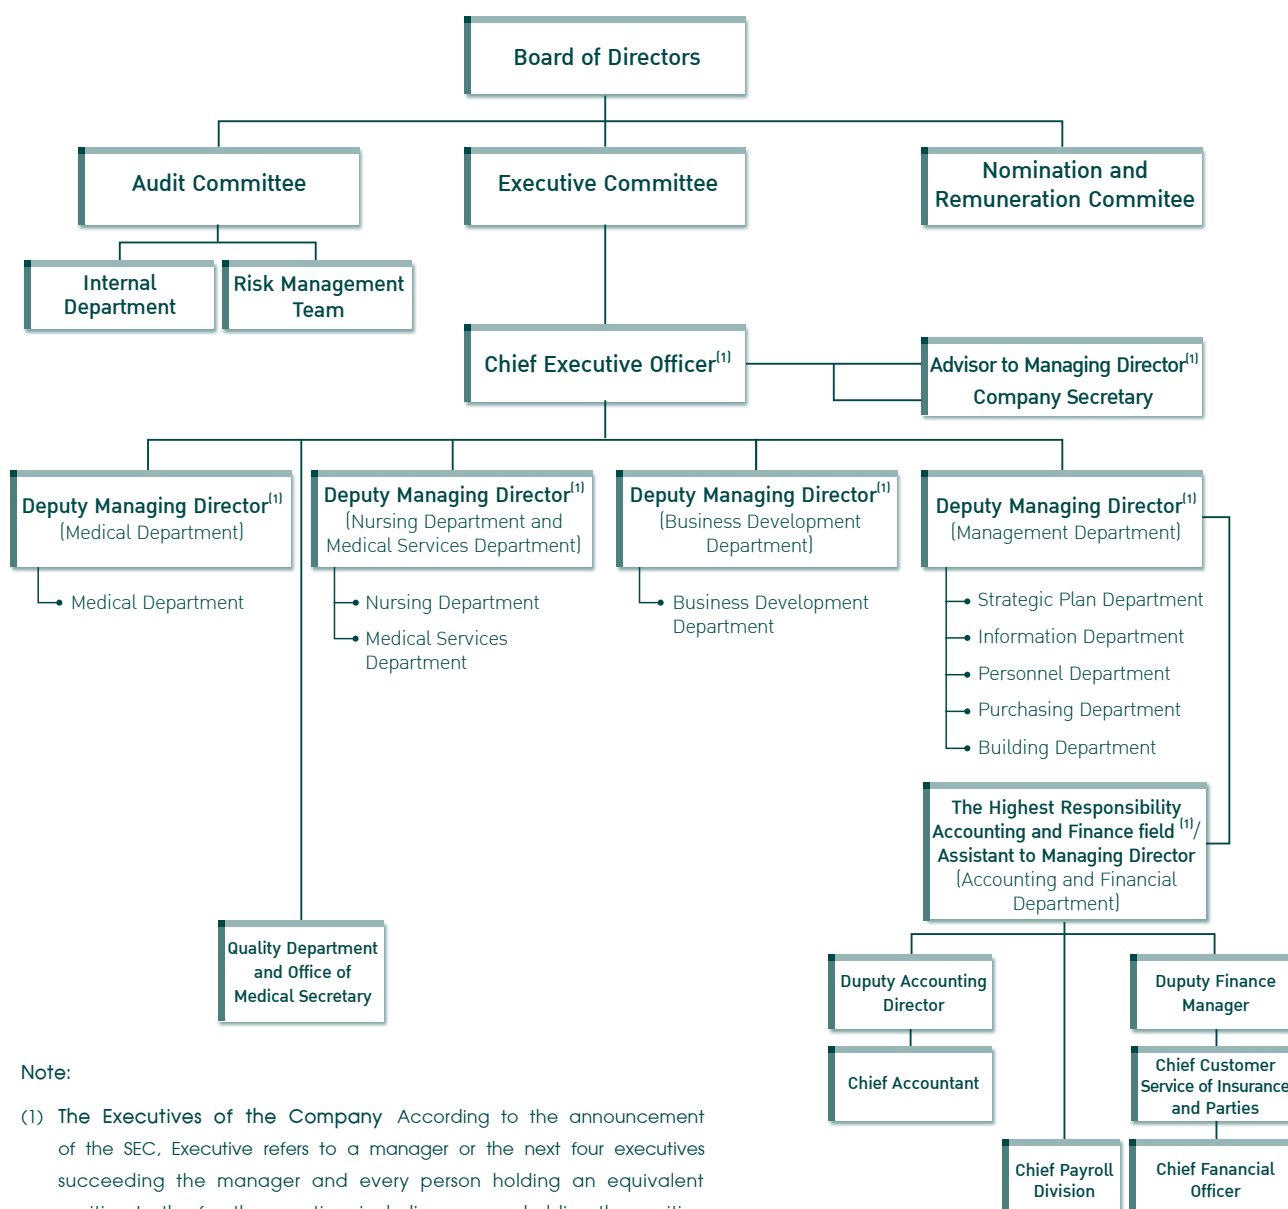 Board of Directors
Audit Committee
Executive Committee
Nomination and
Remuneration Commitee
Internal
Department
Risk Management
Team
Chief Executive Officer(1)
Advisor to Managing Director(1)
Company Secretary
Deputy Managing Director(1)
(Medical Department)
Medical Department
Deputy Managing Director(1)
(Nursing Department and
Medical Services Department)
Nursing Department
Medical Services
Department
Deputy Managing Director(1)
(Business Development
Department)
Business Development
Department
Deputy Managing Director(1)
(Management Department)
Strategic Plan Department
Information Department
Personnel Department
Purchasing Department
Building Department
The Highest Responsibility
Accounting and Finance field (1)/
Assistant to Managing Director
(Accounting and Financial
Department)
Quality Department
and Office of
Medical Secretary
Duputy Accounting
Director
Chief Accountant
Duputy Finance
Manager
Chief Customer
Service of Insurance
and Parties
Chief Payroll
Division
Chief Fanancial
Officer
Note:
(1) The Executives of the Company According to the announcement
of the SEC, Executive refers to a manager or the next four executives
succeeding the manager and every person holding an equivalent